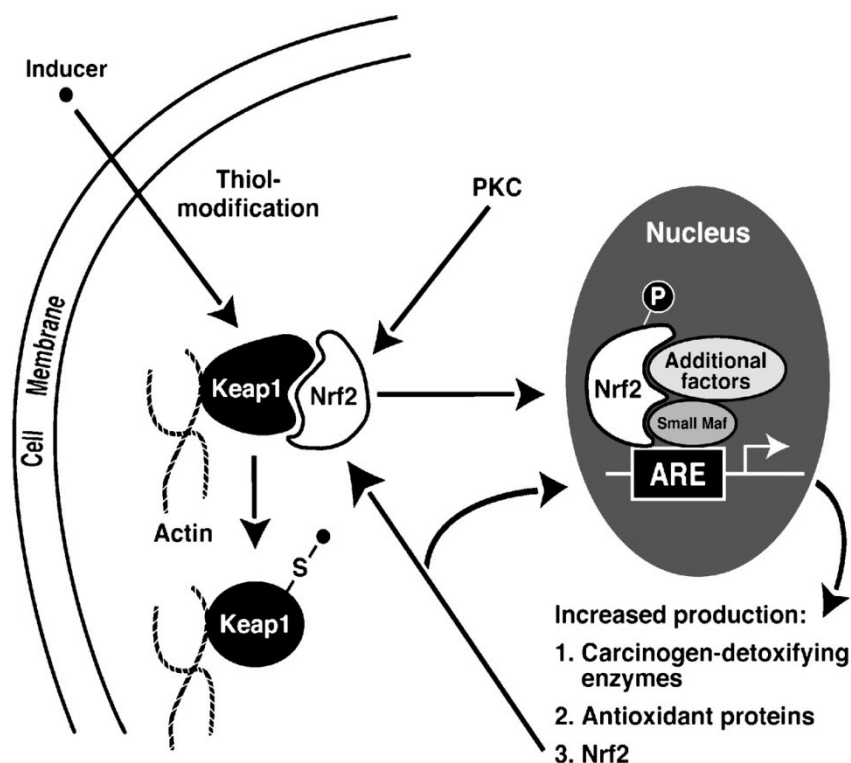 Inducer
Thiol-
modification
PKC
Nucleus
P
Cell Membrane
Keap1
Nrf2
Nrf2
Additional
factors
Small Maf
ARE
Actin
S
Keap1
Increased production:
1. Carcinogen-detoxifying
enzymes
2. Antioxidant proteins
3. Nrf2